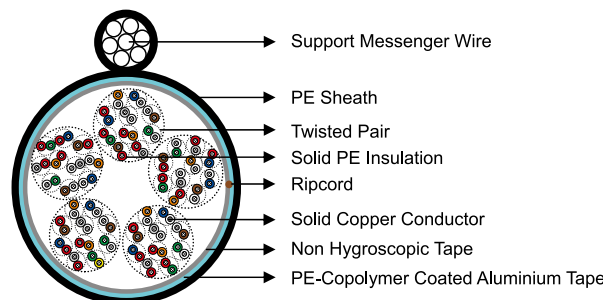 Support Messenger Wire
PE Sheath
Twisted Pair
Solid PE Insulation
Ripcord
Solid Copper Conductor
Non Hygroscopic Tape
PE-Copolymer Coated Aluminium Tape